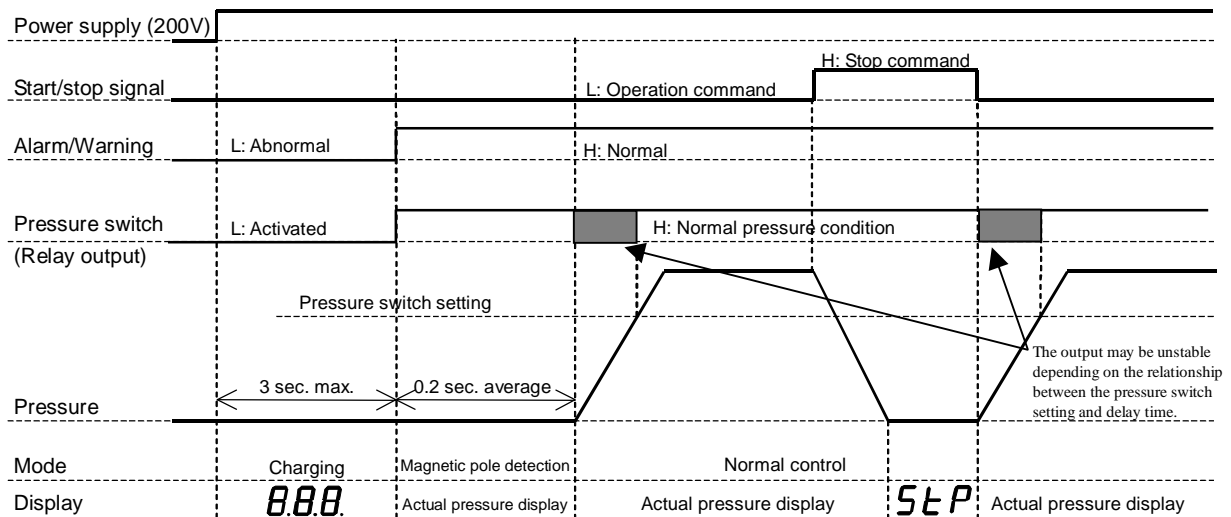 Power supply (200V)
H: Stop command
Start/stop signal
L: Operation command
Alarm/Warning
L: Abnormal
H: Normal
Pressure switch
(Relay output)
L: Activated
H: Normal pressure condition
Pressure switch setting
The output may be unstable
depending on the relationship
between the pressure switch
setting and delay time.
3 sec. max.
0.2 sec. average
Pressure
Mode
Charging
Magnetic pole detection
Normal control
Display
8.8.8.
Actual pressure display
Actual pressure display
StP
Actual pressure display